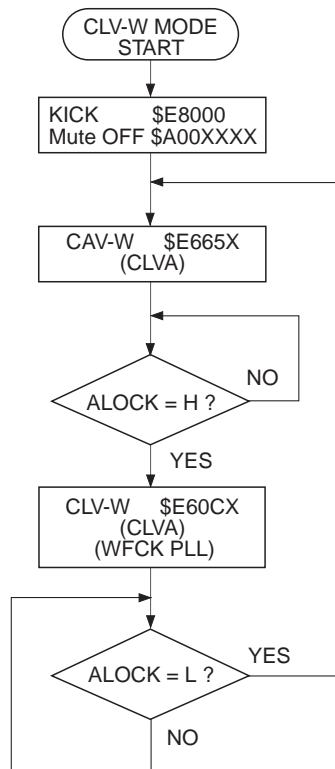 CLV-W MODE
START
KICK $E8000
Mute OFF $A00XXXX
CAV-W $E665X
(CLVA)
NO
ALOCK = H ?
YES
CLV-W $E60CX
(CLVA)
(WFCK PLL)
YES
ALOCK = L ?
NO